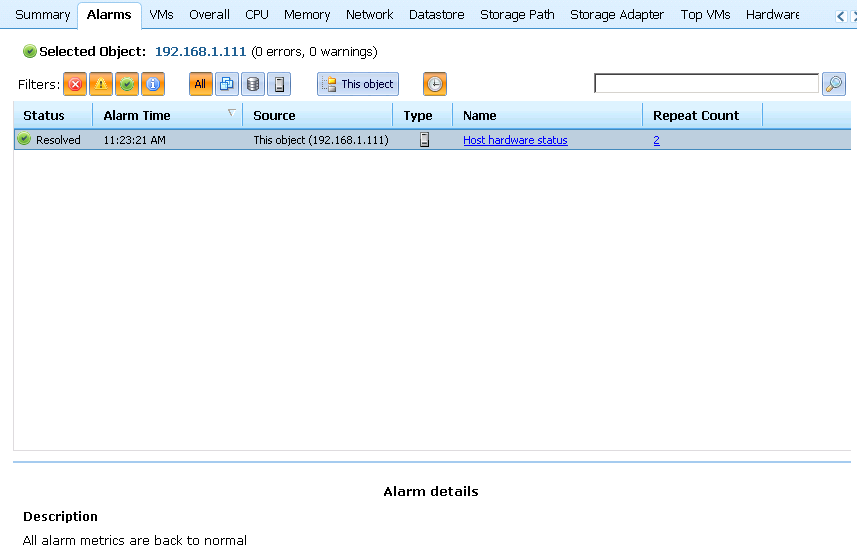 Summary Alarms VMs Overall CPU Memory Network Datastore Storage Path Storage Adapter Top VMs Hardware
Selected Object: 192.168.1.111 (0 errors, 0 warnings)
Filters: All This object
Status Alarm Time Source Type Name Repeat Count
Resolved 11:23:21 AM This object (192.168.1.111) Host hardware status 2
Alarm details
Description
All alarm metrics are back to normal